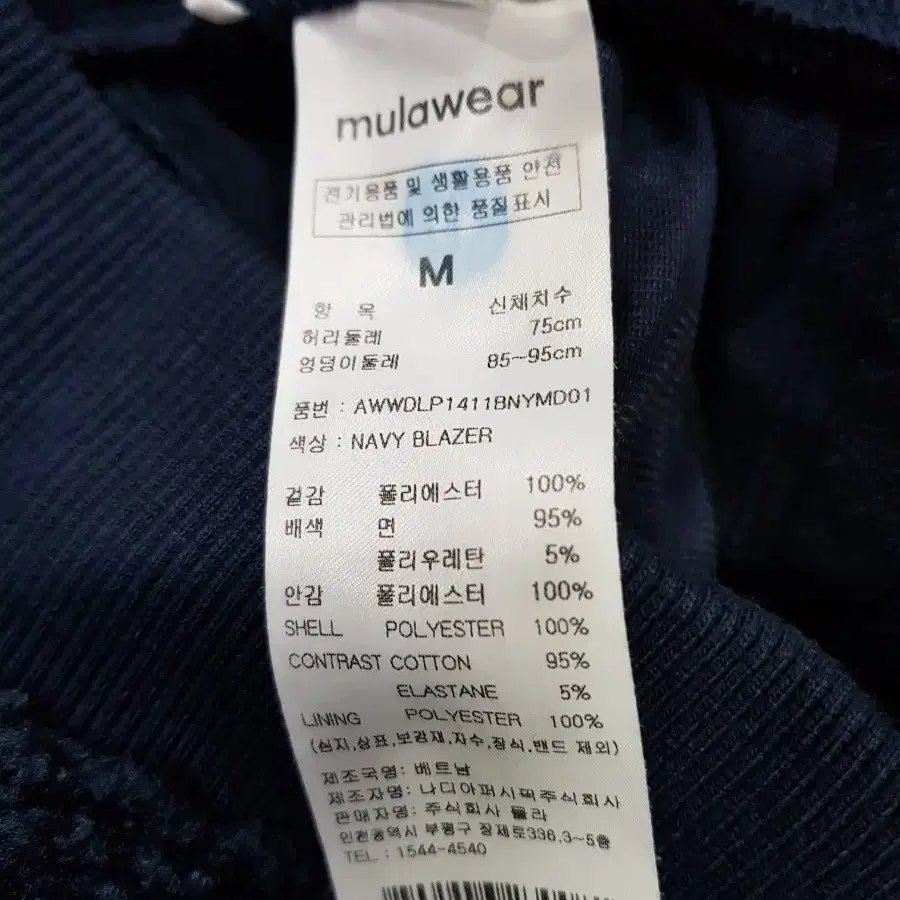 mulawear
전기용품 및 생활용품 안전
관리법에 의한 품질표시
M
항 목 신체치수
허리둘레 75cm
엉덩이둘레 85~95cm
품번 : AWWDLP1411BNYMD01
색상 : NAVY BLAZER
겉감 폴리에스터 100%
배색 면 95%
폴리우레탄 5%
안감 폴리에스터 100%
SHELL POLYESTER 100%
CONTRAST COTTON 95%
ELASTANE 5%
LINING POLYESTER 100%
(심지,상표,보강재,자수,장식,밴드 제외)
제조국명: 베트남
제조자명: 나디아퍼시픽주식회사
판매자명: 주식회사 뮬라
인천광역시 부평구 장제로336,3~5층
TEL : 1544-4540